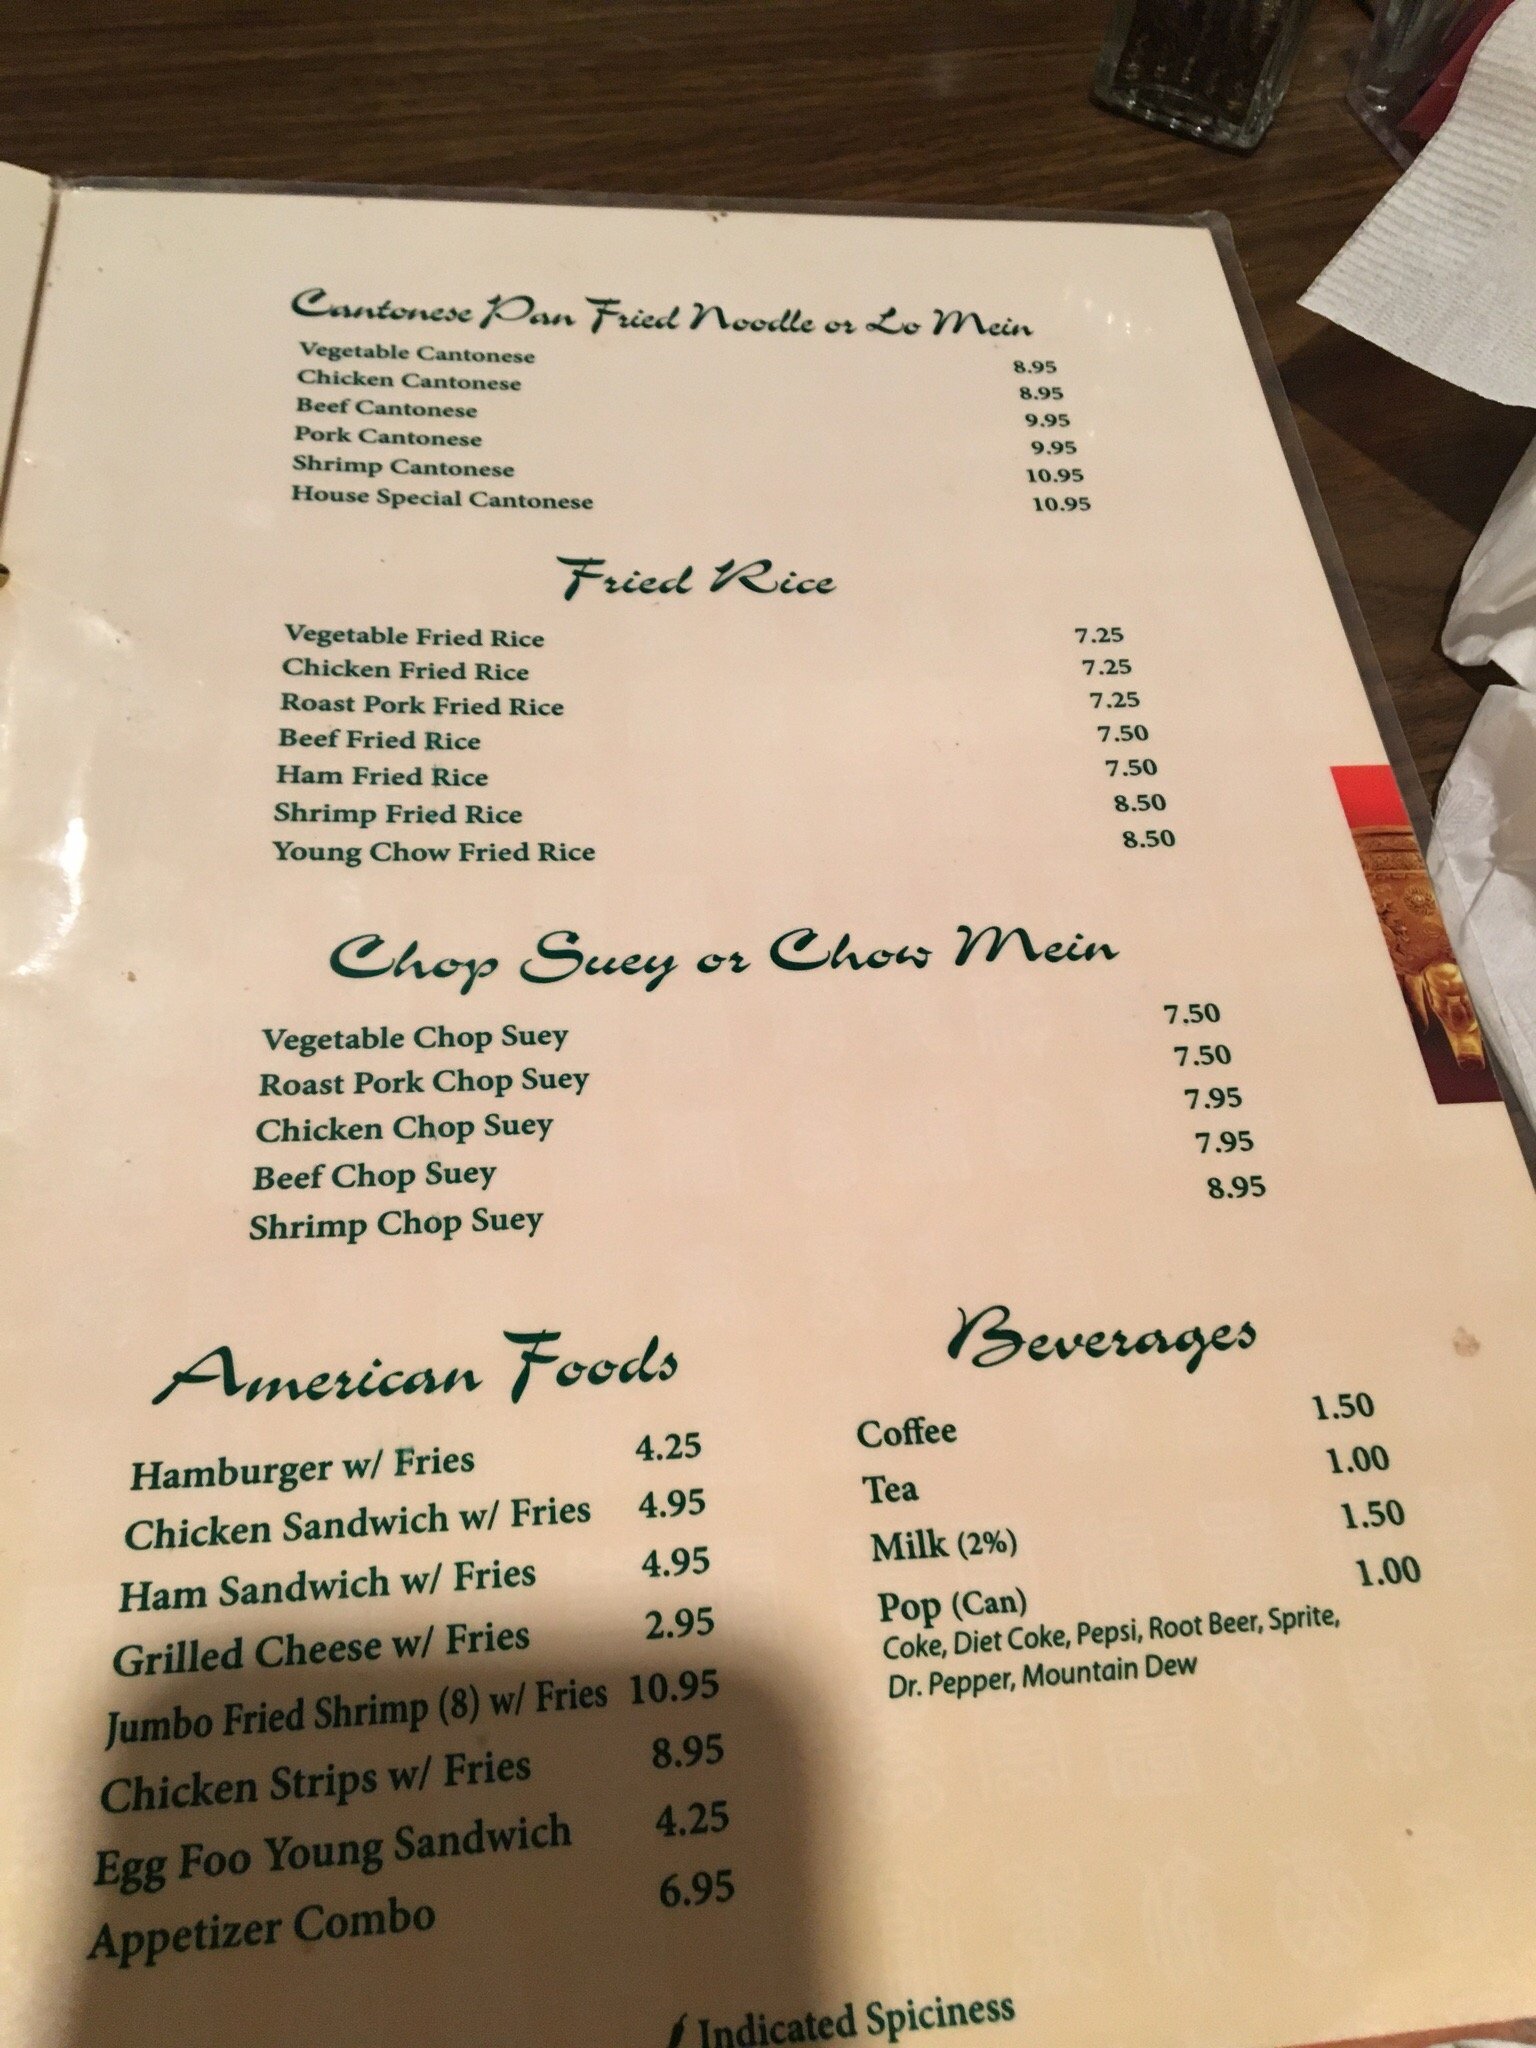 Cantonese Pan Fried Noodle or Lo Mein
Vegetable Cantonese 8.95
Chicken Cantonese 8.95
Beef Cantonese 9.95
Pork Cantonese 9.95
Shrimp Cantonese 10.95
House Special Cantonese 10.95
Fried Rice
Vegetable Fried Rice 7.25
Chicken Fried Rice 7.25
Roast Pork Fried Rice 7.25
Beef Fried Rice 7.50
Ham Fried Rice 7.50
Shrimp Fried Rice 8.50
Young Chow Fried Rice 8.50
Chop Suey or Chow Mein
Vegetable Chop Suey 7.50
Roast Pork Chop Suey 7.50
Chicken Chop Suey 7.95
Beef Chop Suey 7.95
Shrimp Chop Suey 8.95
American Foods
Hamburger w/ Fries 4.25
Chicken Sandwich w/ Fries 4.95
Ham Sandwich w/ Fries 4.95
Grilled Cheese w/ Fries 2.95
Jumbo Fried Shrimp (8) w/ Fries 10.95
Chicken Strips w/ Fries 8.95
Egg Foo Young Sandwich 4.25
Appetizer Combo 6.95
Beverages
Coffee 1.50
Tea 1.00
Milk (2%) 1.50
Pop (Can) 1.00
Coke, Diet Coke, Pepsi, Root Beer, Sprite,
Dr. Pepper, Mountain Dew
Indicated Spiciness